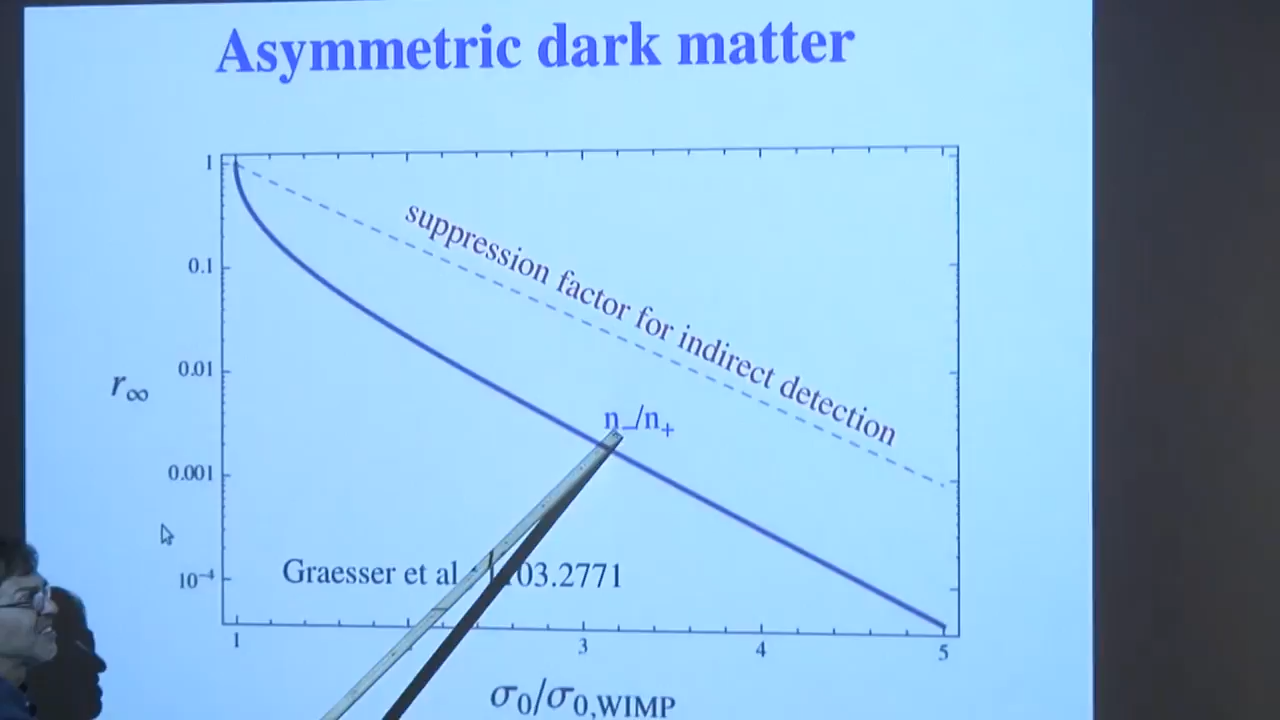 Asymmetric dark matter
1
0.1
0.01
0.001
10⁻⁴
r∞
suppression factor for indirect detection
n₋/n₊
Graesser et al
03.2771
1
3
4
5
σ₀/σ₀,WIMP